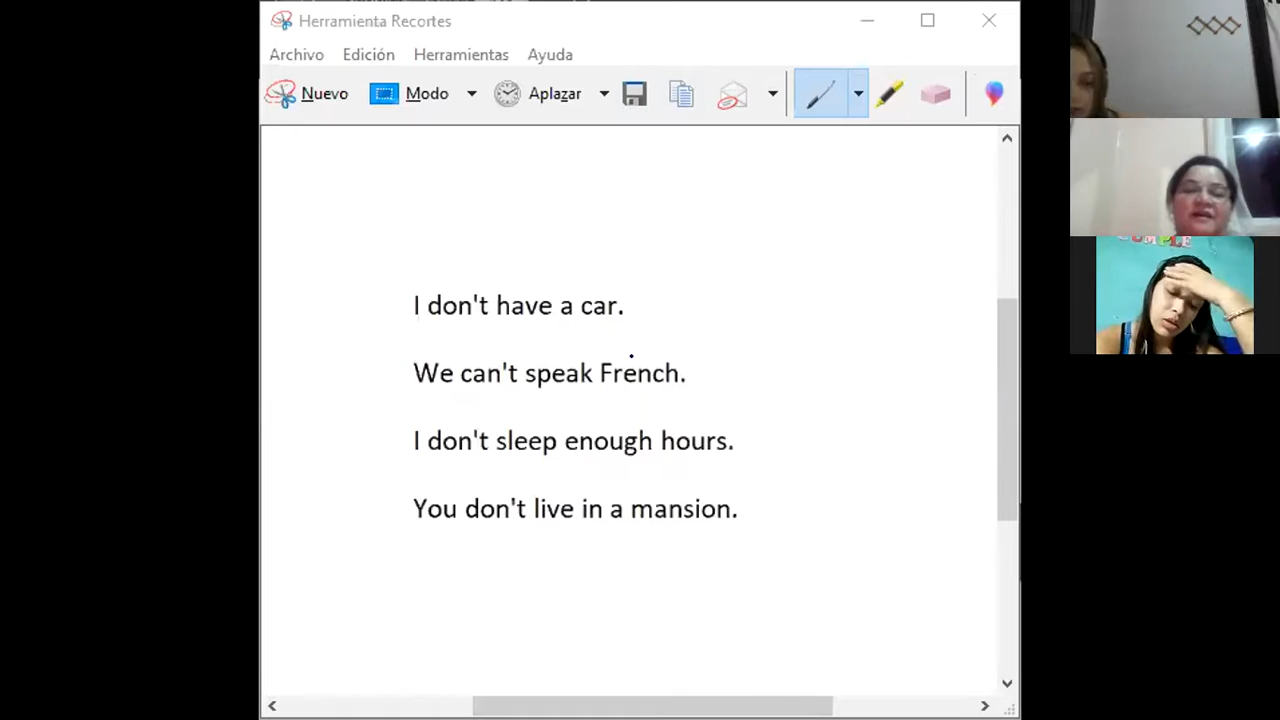 Herramienta Recortes
Archivo Edición Herramientas Ayuda
Nuevo Modo Aplazar
I don't have a car.
We can't speak French.
I don't sleep enough hours.
You don't live in a mansion.